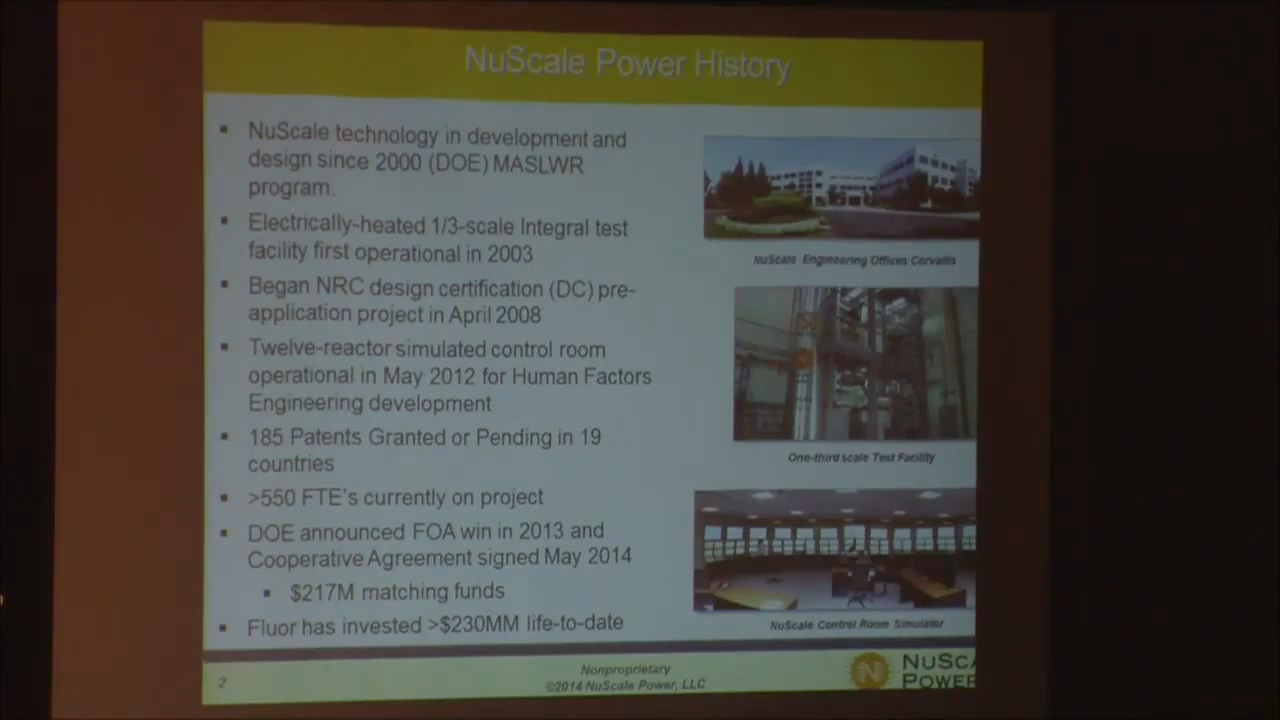 NuScale Power History
▪ NuScale technology in development and
design since 2000 (DOE) MASLWR
program.
▪ Electrically-heated 1/3-scale Integral test
facility first operational in 2003
▪ Began NRC design certification (DC) pre-
application project in April 2008
▪ Twelve-reactor simulated control room
operational in May 2012 for Human Factors
Engineering development
▪ 185 Patents Granted or Pending in 19
countries
▪ >550 FTE's currently on project
▪ DOE announced FOA win in 2013 and
Cooperative Agreement signed May 2014
▪ $217M matching funds
▪ Fluor has invested >$230MM life-to-date
NuScale Engineering Offices Corvallis
One-third scale Test Facility
NuScale Control Room Simulator
2
Nonproprietary
©2014 NuScale Power, LLC
N
NUSCA
POWER